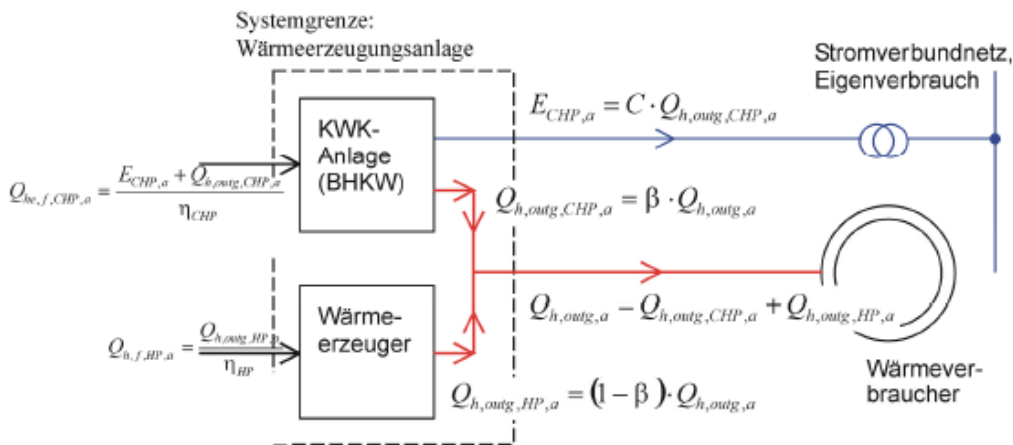 Systemgrenze:
Wärmeerzeugungsanlage
Stromverbundnetz,
Eigenverbrauch
E_{CHP,a} = C · Q_{h,outg,CHP,a}
KWK-
Anlage
(BHKW)
Q_{he,f,CHP,a} = \frac{E_{CHP,a} + Q_{h,outg,CHP,a}}{η_{CHP}}
Q_{h,outg,CHP,a} = β · Q_{h,outg,a}
Q_{h,outg,a} − Q_{h,outg,CHP,a} + Q_{h,outg,HP,a}
Wärme-
erzeuger
Q_{h,f,HP,a} = \frac{Q_{h,outg,HP,a}}{η_{HP}}
Q_{h,outg,HP,a} = (1 − β) · Q_{h,outg,a}
Wärmever-
braucher